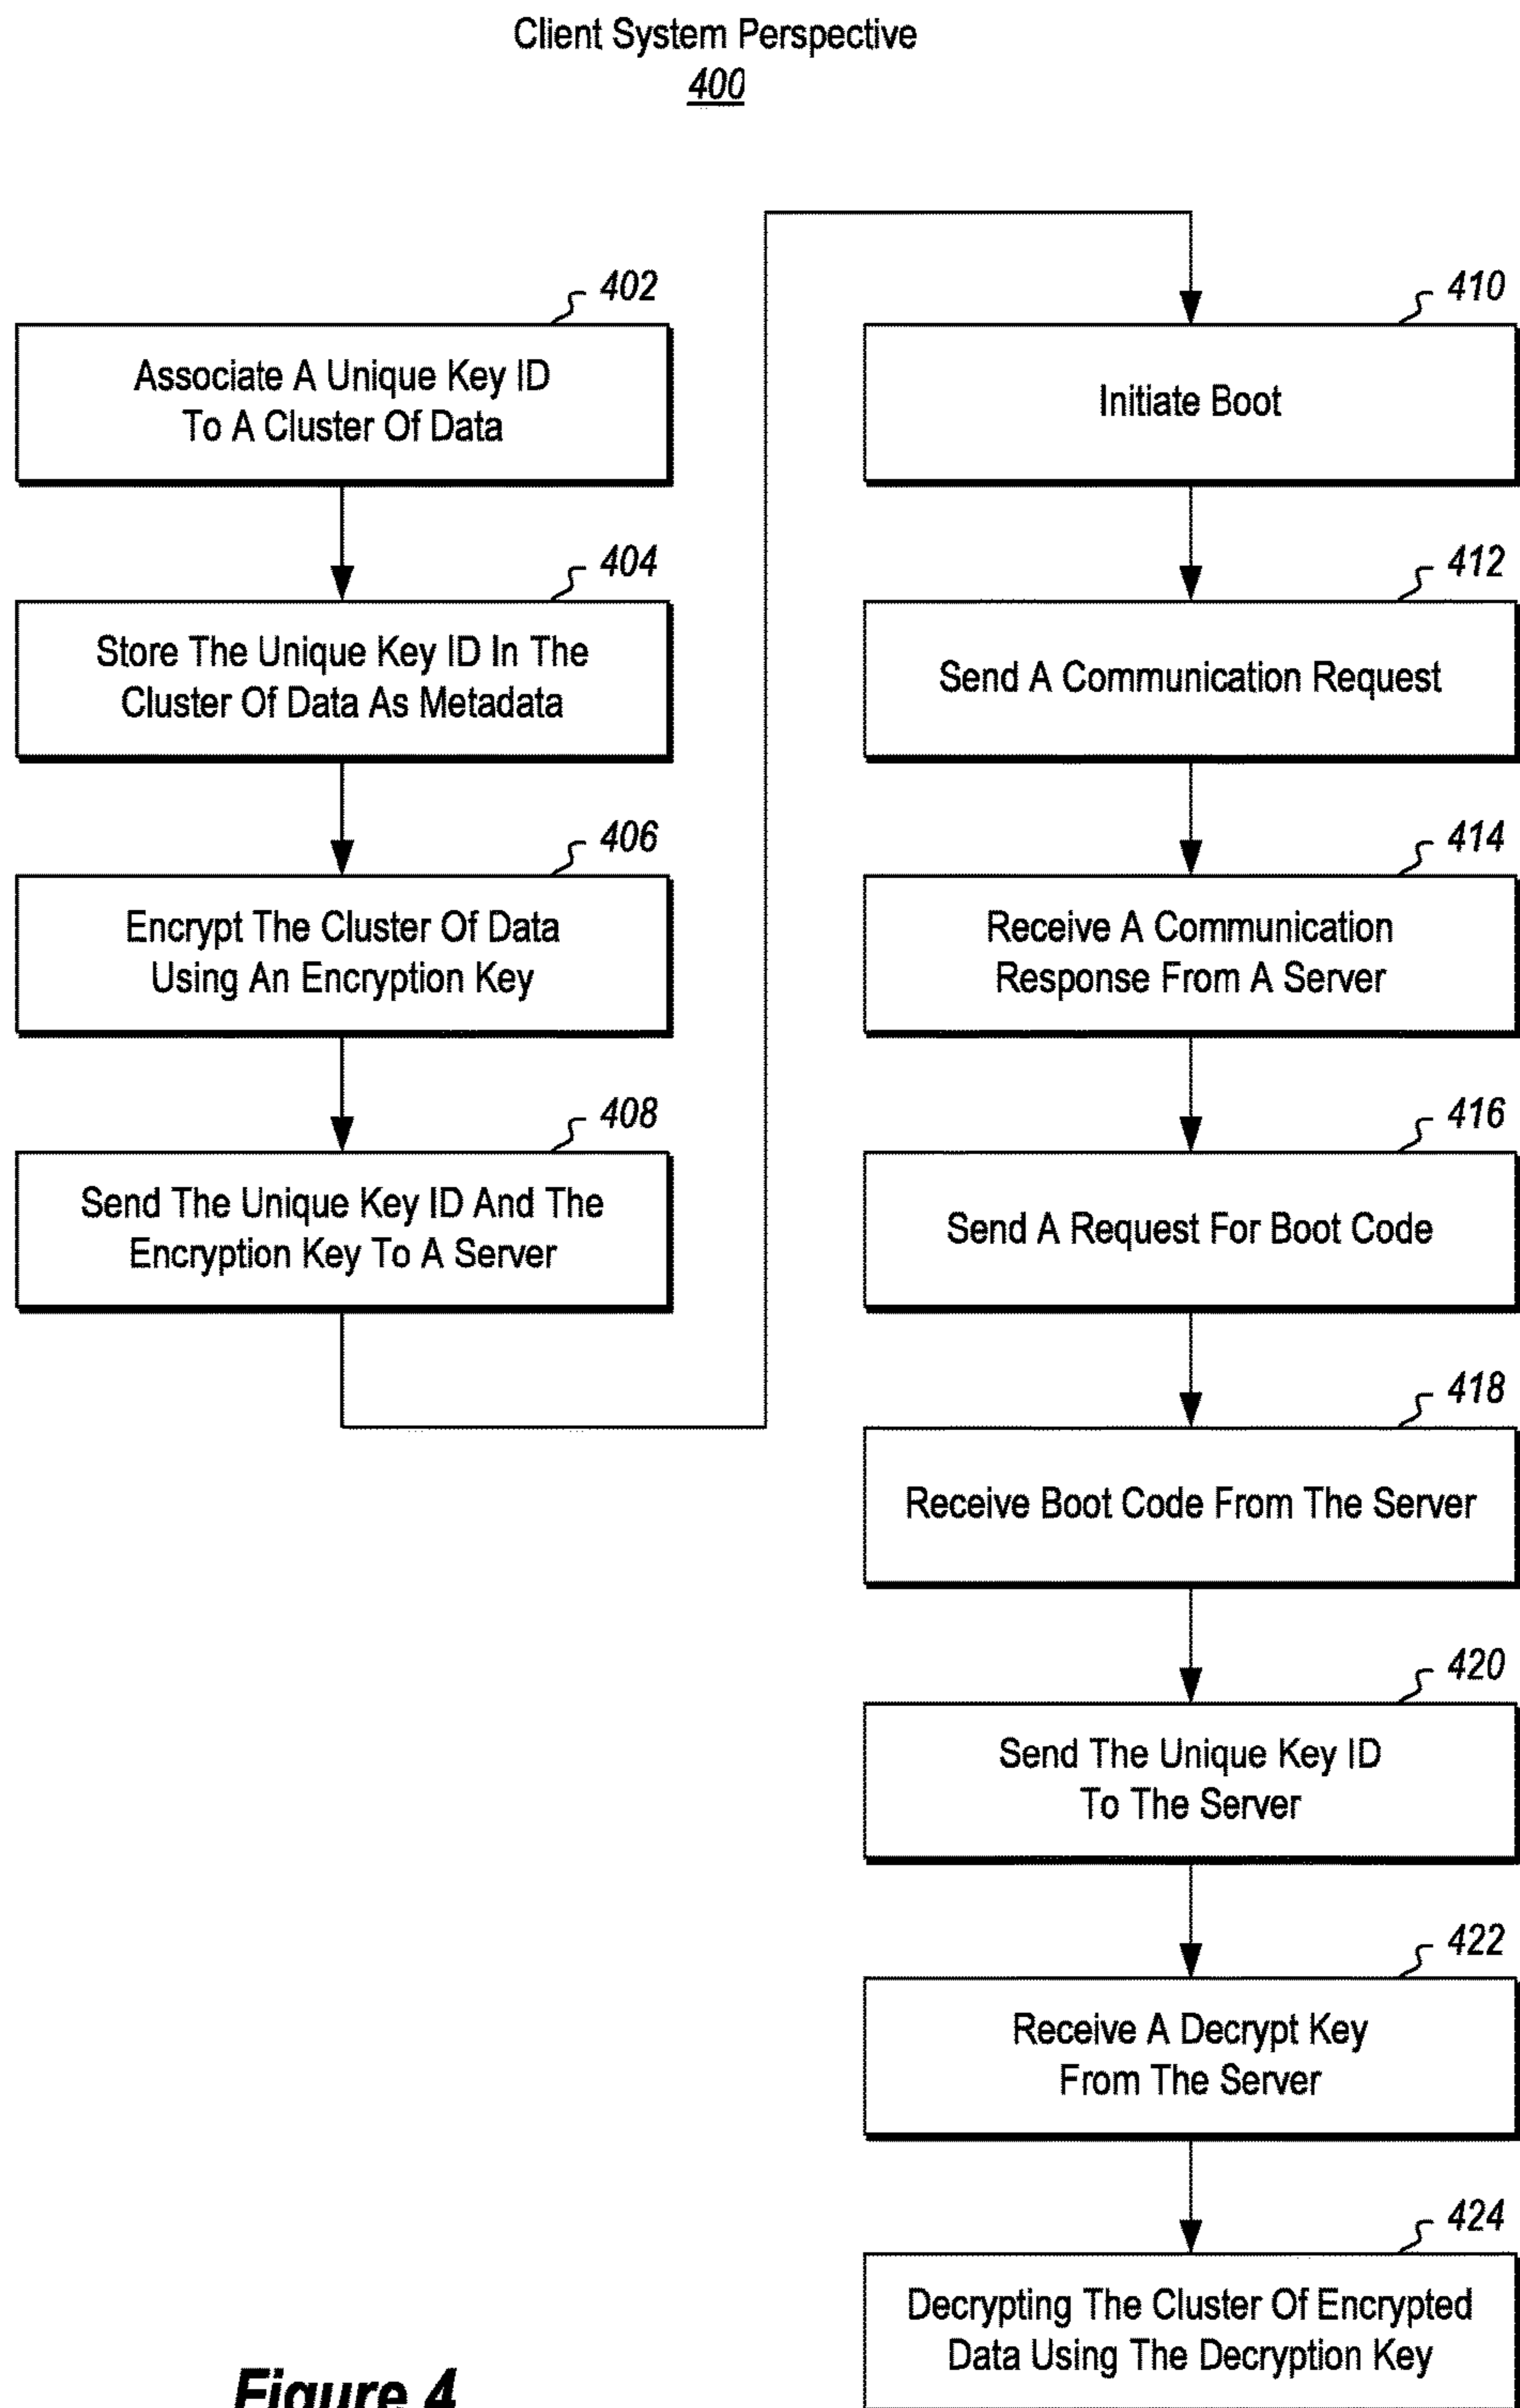 Client System Perspective
400
402
Associate A Unique Key ID
To A Cluster Of Data
404
Store The Unique Key ID In The
Cluster Of Data As Metadata
406
Encrypt The Cluster Of Data
Using An Encryption Key
408
Send The Unique Key ID And The
Encryption Key To A Server
410
Initiate Boot
412
Send A Communication Request
414
Receive A Communication
Response From A Server
416
Send A Request For Boot Code
418
Receive Boot Code From The Server
420
Send The Unique Key ID
To The Server
422
Receive A Decrypt Key
From The Server
424
Decrypting The Cluster Of Encrypted
Data Using The Decryption Key
Figure 4